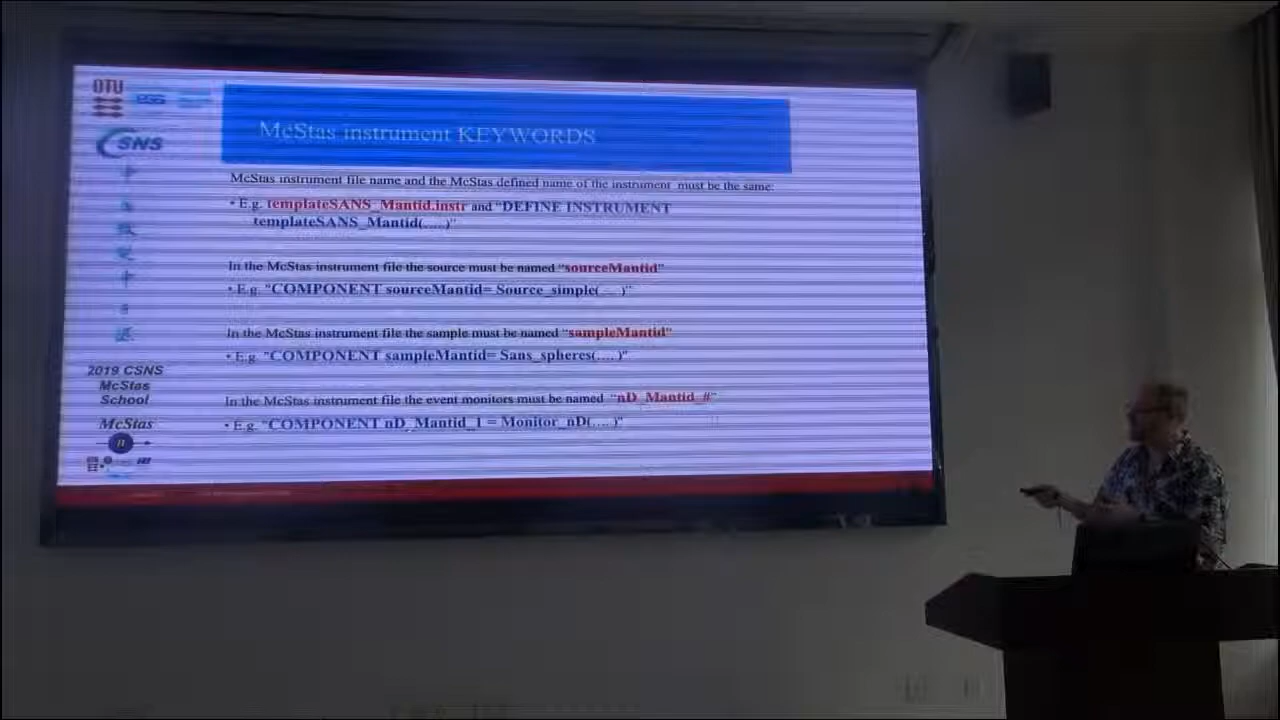 DTU
ESS
CSNS
McStas instrument KEYWORDS
McStas instrument file name and the McStas defined name of the instrument must be the same:
• E.g. templateSANS_Mantid.instr and "DEFINE INSTRUMENT
templateSANS_Mantid(.....)"
In the McStas instrument file the source must be named "sourceMantid"
• E.g. "COMPONENT sourceMantid= Source_simple(.....)"
In the McStas instrument file the sample must be named "sampleMantid"
• E.g. "COMPONENT sampleMantid= Sans_spheres(.....)"
In the McStas instrument file the event monitors must be named "nD_Mantid_#"
• E.g. "COMPONENT nD_Mantid_1 = Monitor_nD(.....)"
2019 CSNS
McStas
School
McStas
n